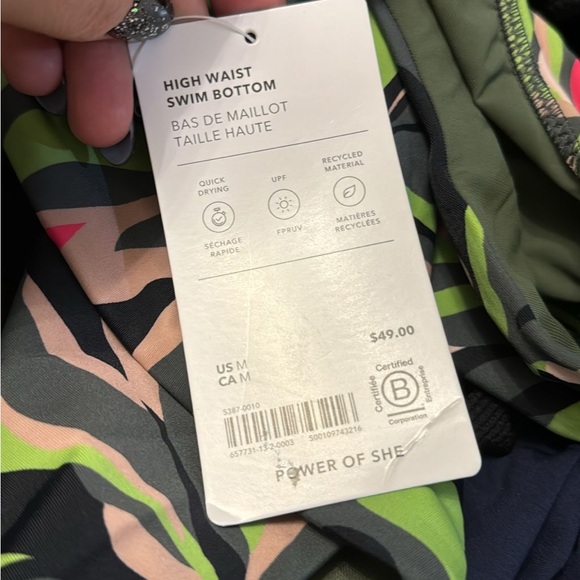 HIGH WAIST
SWIM BOTTOM
BAS DE MAILLOT
TAILLE HAUTE
QUICK
DRYING
SÉCHAGE
RAPIDE
UPF
FPRUV
RECYCLED
MATERIAL
MATIÈRES
RECYCLÉES
$49.00
US M
CA M
Certified
Certifiée
B
Entreprise
Corporation
S387-0010
657731-15-2-0003 500109743216
POWER OF SHE